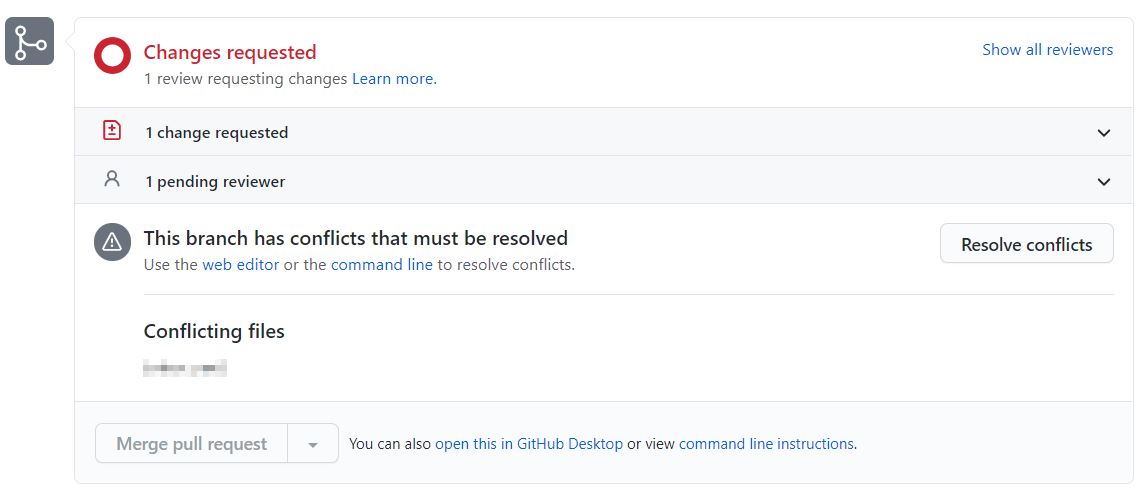 Changes requested
Show all reviewers
1 review requesting changes Learn more.
1 change requested
1 pending reviewer
This branch has conflicts that must be resolved
Resolve conflicts
Use the web editor or the command line to resolve conflicts.
Conflicting files
Merge pull request
You can also open this in GitHub Desktop or view command line instructions.